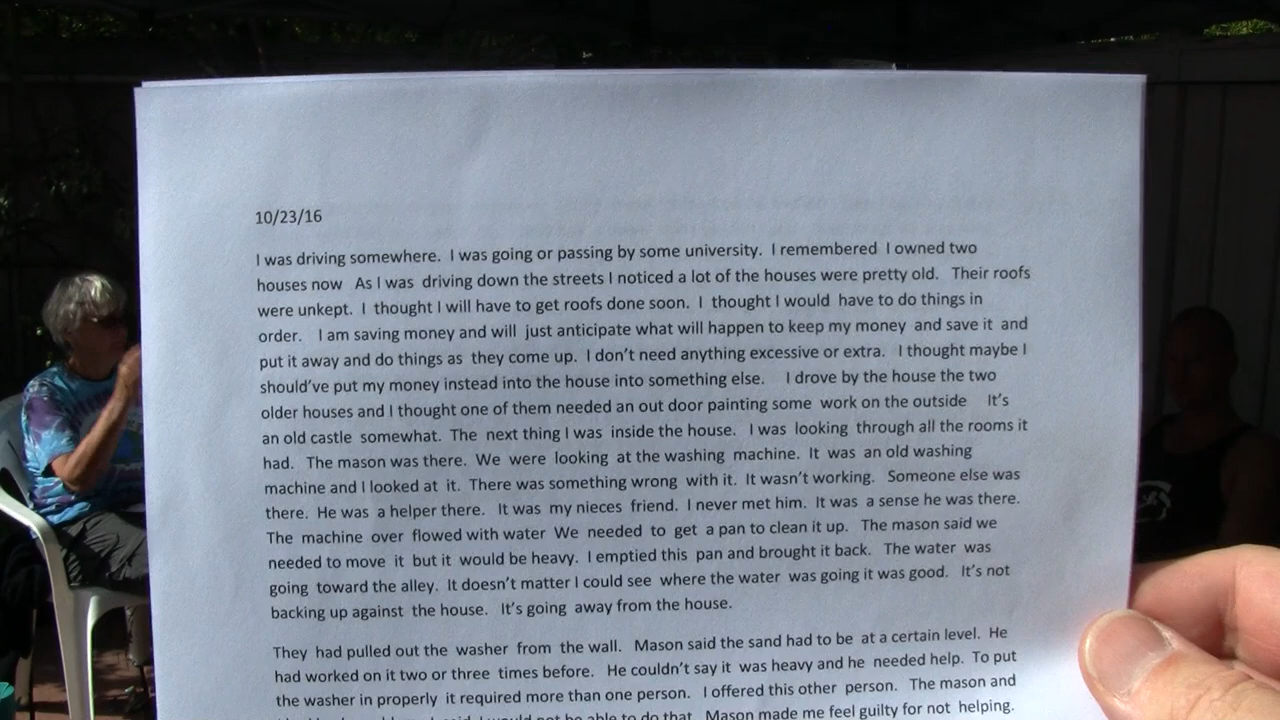 10/23/16
I was driving somewhere. I was going or passing by some university. I remembered I owned two
houses now As I was driving down the streets I noticed a lot of the houses were pretty old. Their roofs
were unkept. I thought I will have to get roofs done soon. I thought I would have to do things in
order. I am saving money and will just anticipate what will happen to keep my money and save it and
put it away and do things as they come up. I don't need anything excessive or extra. I thought maybe I
should've put my money instead into the house into something else. I drove by the house the two
older houses and I thought one of them needed an out door painting some work on the outside It's
an old castle somewhat. The next thing I was inside the house. I was looking through all the rooms it
had. The mason was there. We were looking at the washing machine. It was an old washing
machine and I looked at it. There was something wrong with it. It wasn't working. Someone else was
there. He was a helper there. It was my nieces friend. I never met him. It was a sense he was there.
The machine over flowed with water We needed to get a pan to clean it up. The mason said we
needed to move it but it would be heavy. I emptied this pan and brought it back. The water was
going toward the alley. It doesn't matter I could see where the water was going it was good. It's not
backing up against the house. It's going away from the house.
They had pulled out the washer from the wall. Mason said the sand had to be at a certain level. He
had worked on it two or three times before. He couldn't say it was heavy and he needed help. To put
the washer in properly it required more than one person. I offered this other person. The mason and
I said I would not be able to do that. Mason made me feel guilty for not helping.